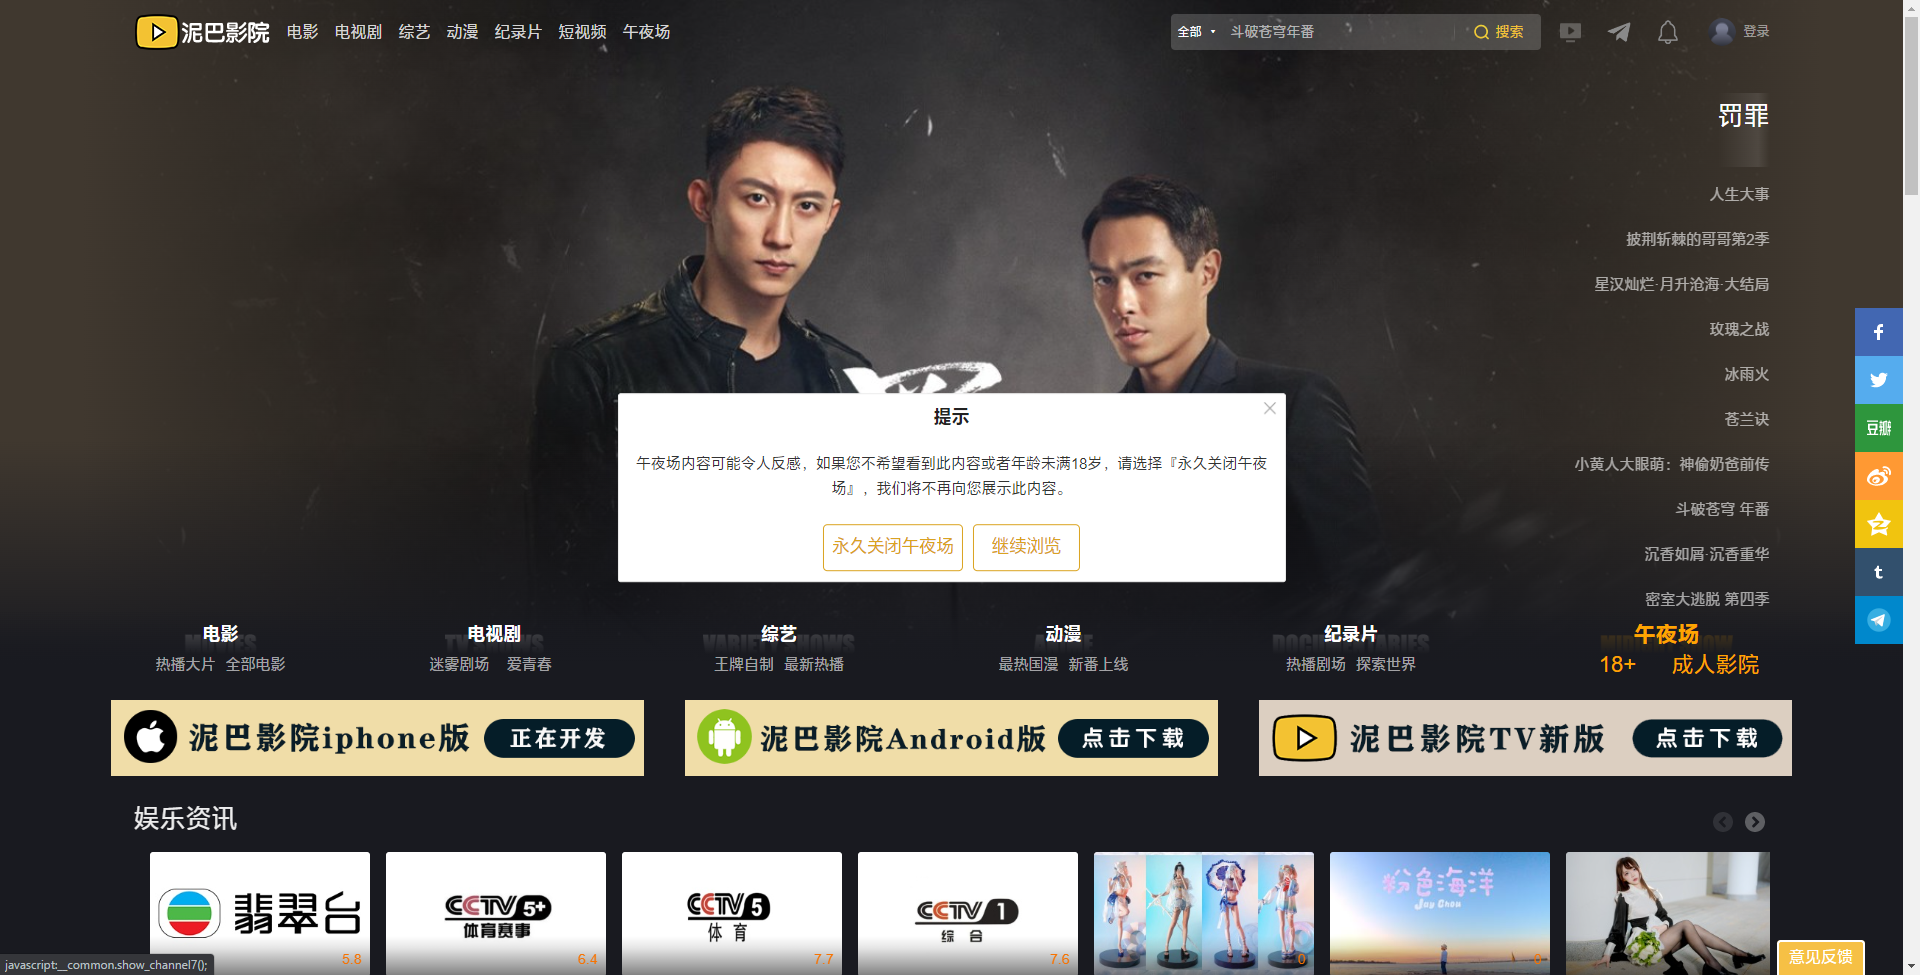 泥巴影院 电影 电视剧 综艺 动漫 纪录片 短视频 午夜场 全部 斗破苍穹年番 搜索 登录
罚罪
人生大事
披荆斩棘的哥哥第2季
星汉灿烂·月升沧海·大结局
玫瑰之战
冰雨火
苍兰诀
小黄人大眼萌：神偷奶爸前传
斗破苍穹 年番
沉香如屑·沉香重华
密室大逃脱 第四季
豆瓣
提示
午夜场内容可能令人反感，如果您不希望看到此内容或者年龄未满18岁，请选择『永久关闭午夜
场』，我们将不再向您展示此内容。
永久关闭午夜场 继续浏览
电影 电视剧 综艺 动漫 纪录片 午夜场
MOVIES TV SHOWS VARIETY SHOWS ANIME DOCUMENTARIES
热播大片 全部电影 迷雾剧场 爱青春 王牌自制 最新热播 最热国漫 新番上线 热播剧场 探索世界 18+ 成人影院
泥巴影院iphone版 正在开发 泥巴影院Android版 点击下载 泥巴影院TV新版 点击下载
娱乐资讯
翡翠台 CCTV5+ 体育赛事 CCTV5 体育 CCTV1 综合 粉色海洋 Jay Chou
5.8 6.4 7.7 7.6 0 0
意见反馈
javascript:__common.show_channel7();